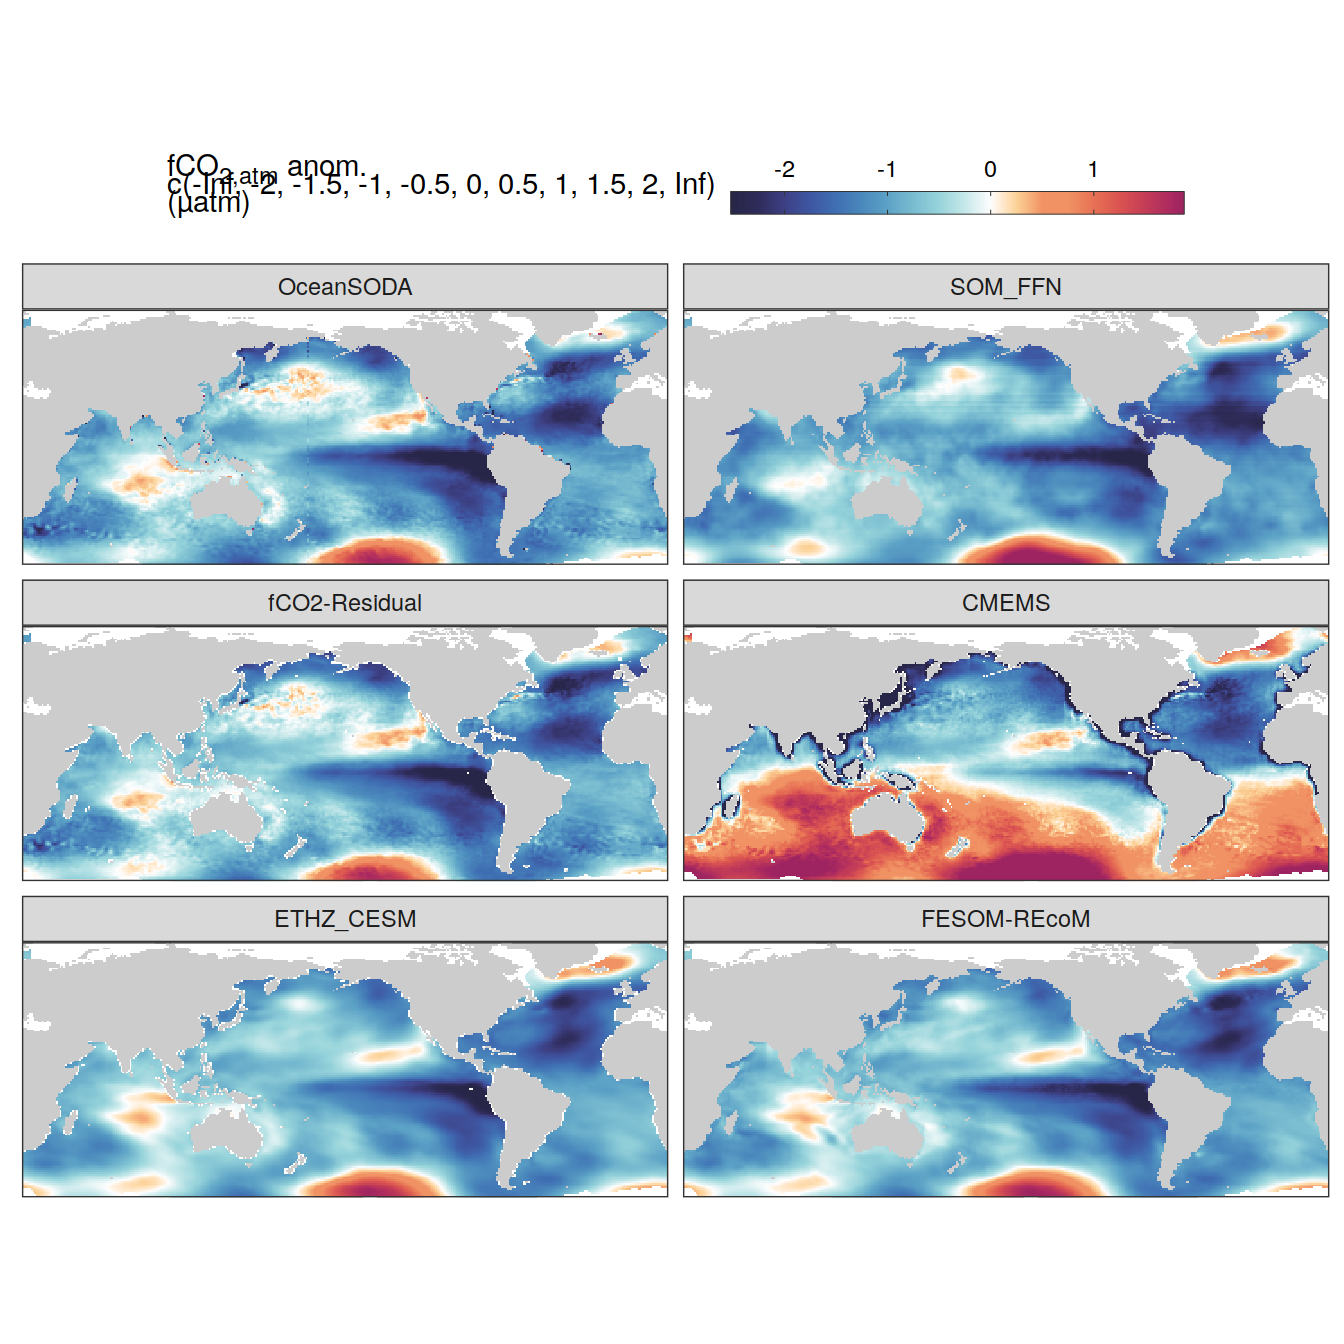 fCO2,atm anom.
c(-Inf, -2, -1.5, -1, -0.5, 0, 0.5, 1, 1.5, 2, Inf)
(µatm)
-2 -1 0 1
OceanSODA
SOM_FFN
fCO2-Residual
CMEMS
ETHZ_CESM
FESOM-REcoM